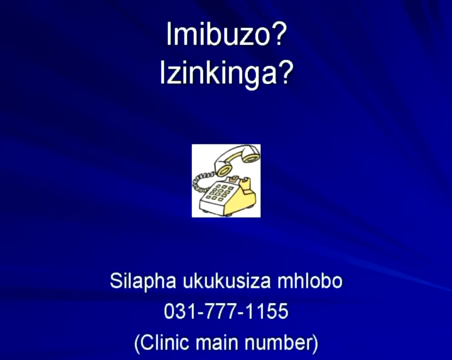 Imibuzo?
Izinkinga?
Silapha ukukusiza mhlobo
031-777-1155
(Clinic main number)